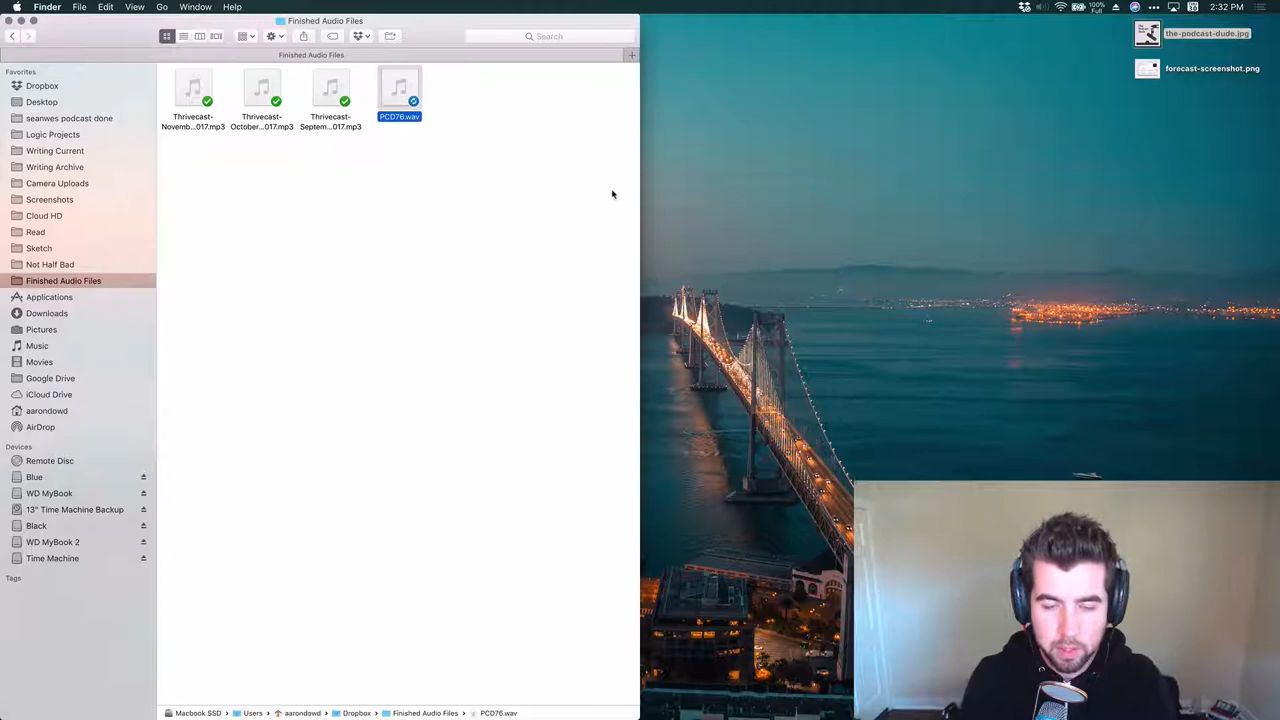 Finder File Edit View Go Window Help
100% Full
2:32 PM
Finished Audio Files
Search
Finished Audio Files
Favorites
Dropbox
Desktop
seanwes podcast done
Logic Projects
Writing Current
Writing Archive
Camera Uploads
Screenshots
Cloud HD
Read
Sketch
Not Half Bad
Finished Audio Files
Applications
Downloads
Documents
Pictures
Music
Movies
Google Drive
iCloud Drive
aarondowd
AirDrop
Devices
Remote Disc
Blue
WD MyBook
13" Time Machine Backup
Black
WD MyBook 2
Time Machine
Tags
Thrivecast-
Novemb...017.mp3
Thrivecast-
October...017.mp3
Thrivecast-
Septem...017.mp3
PCD76.wav
the-podcast-dude.jpg
forecast-screenshot.png
Macbook SSD
Users
aarondowd
Dropbox
Finished Audio Files
PCD76.wav